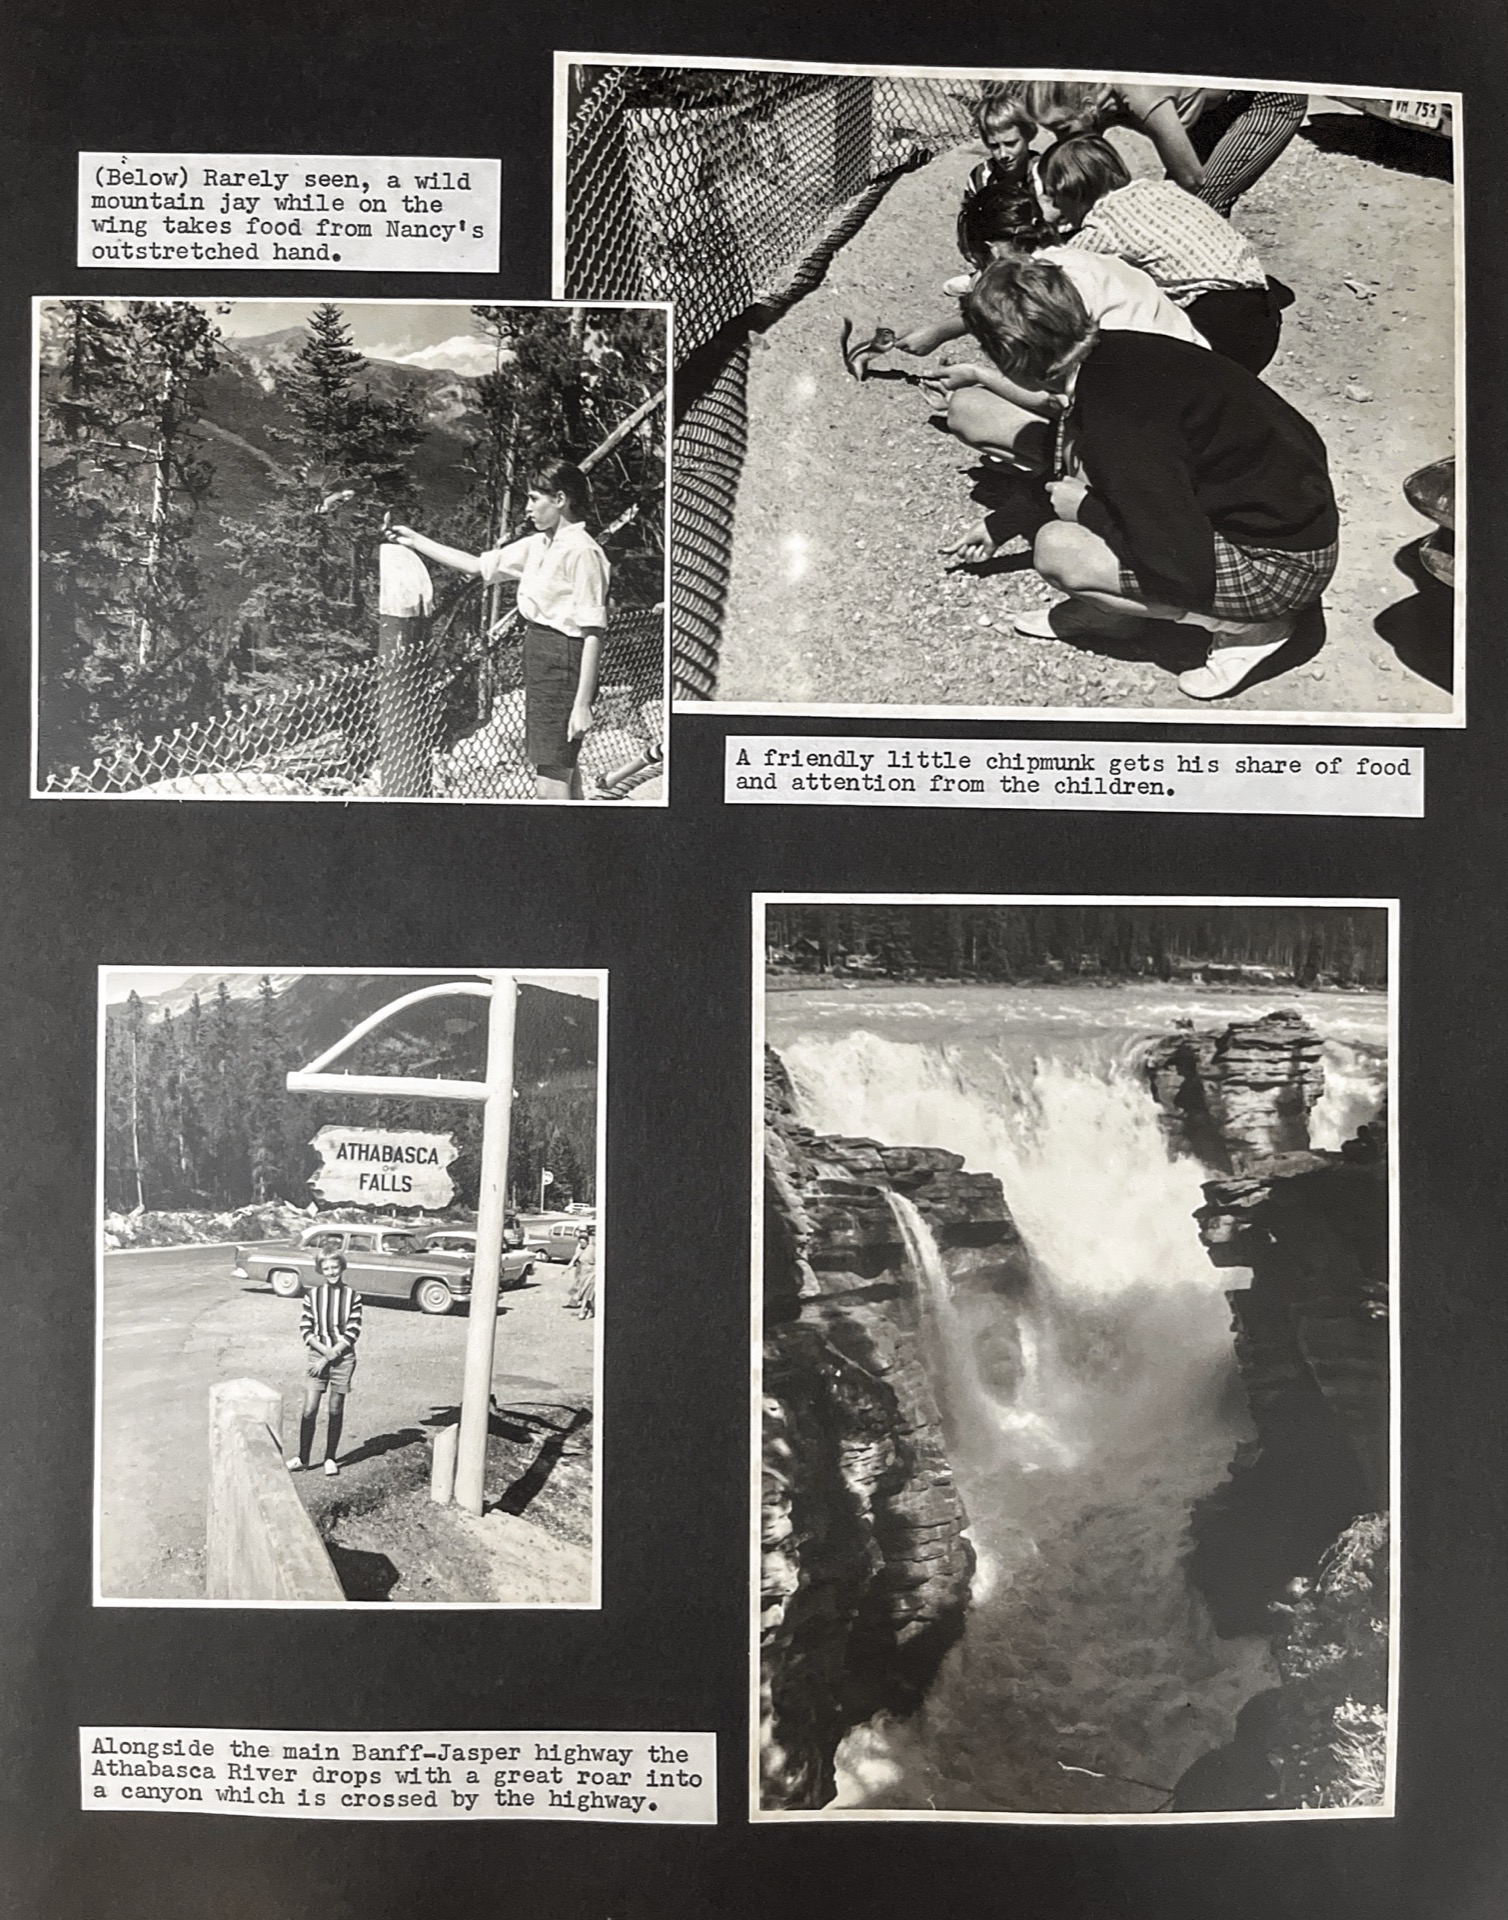 (Below) Rarely seen, a wild
mountain jay while on the
wing takes food from Nancy's
outstretched hand.
VM 753
A friendly little chipmunk gets his share of food
and attention from the children.
ATHABASCA
FALLS
Alongside the main Banff-Jasper highway the
Athabasca River drops with a great roar into
a canyon which is crossed by the highway.